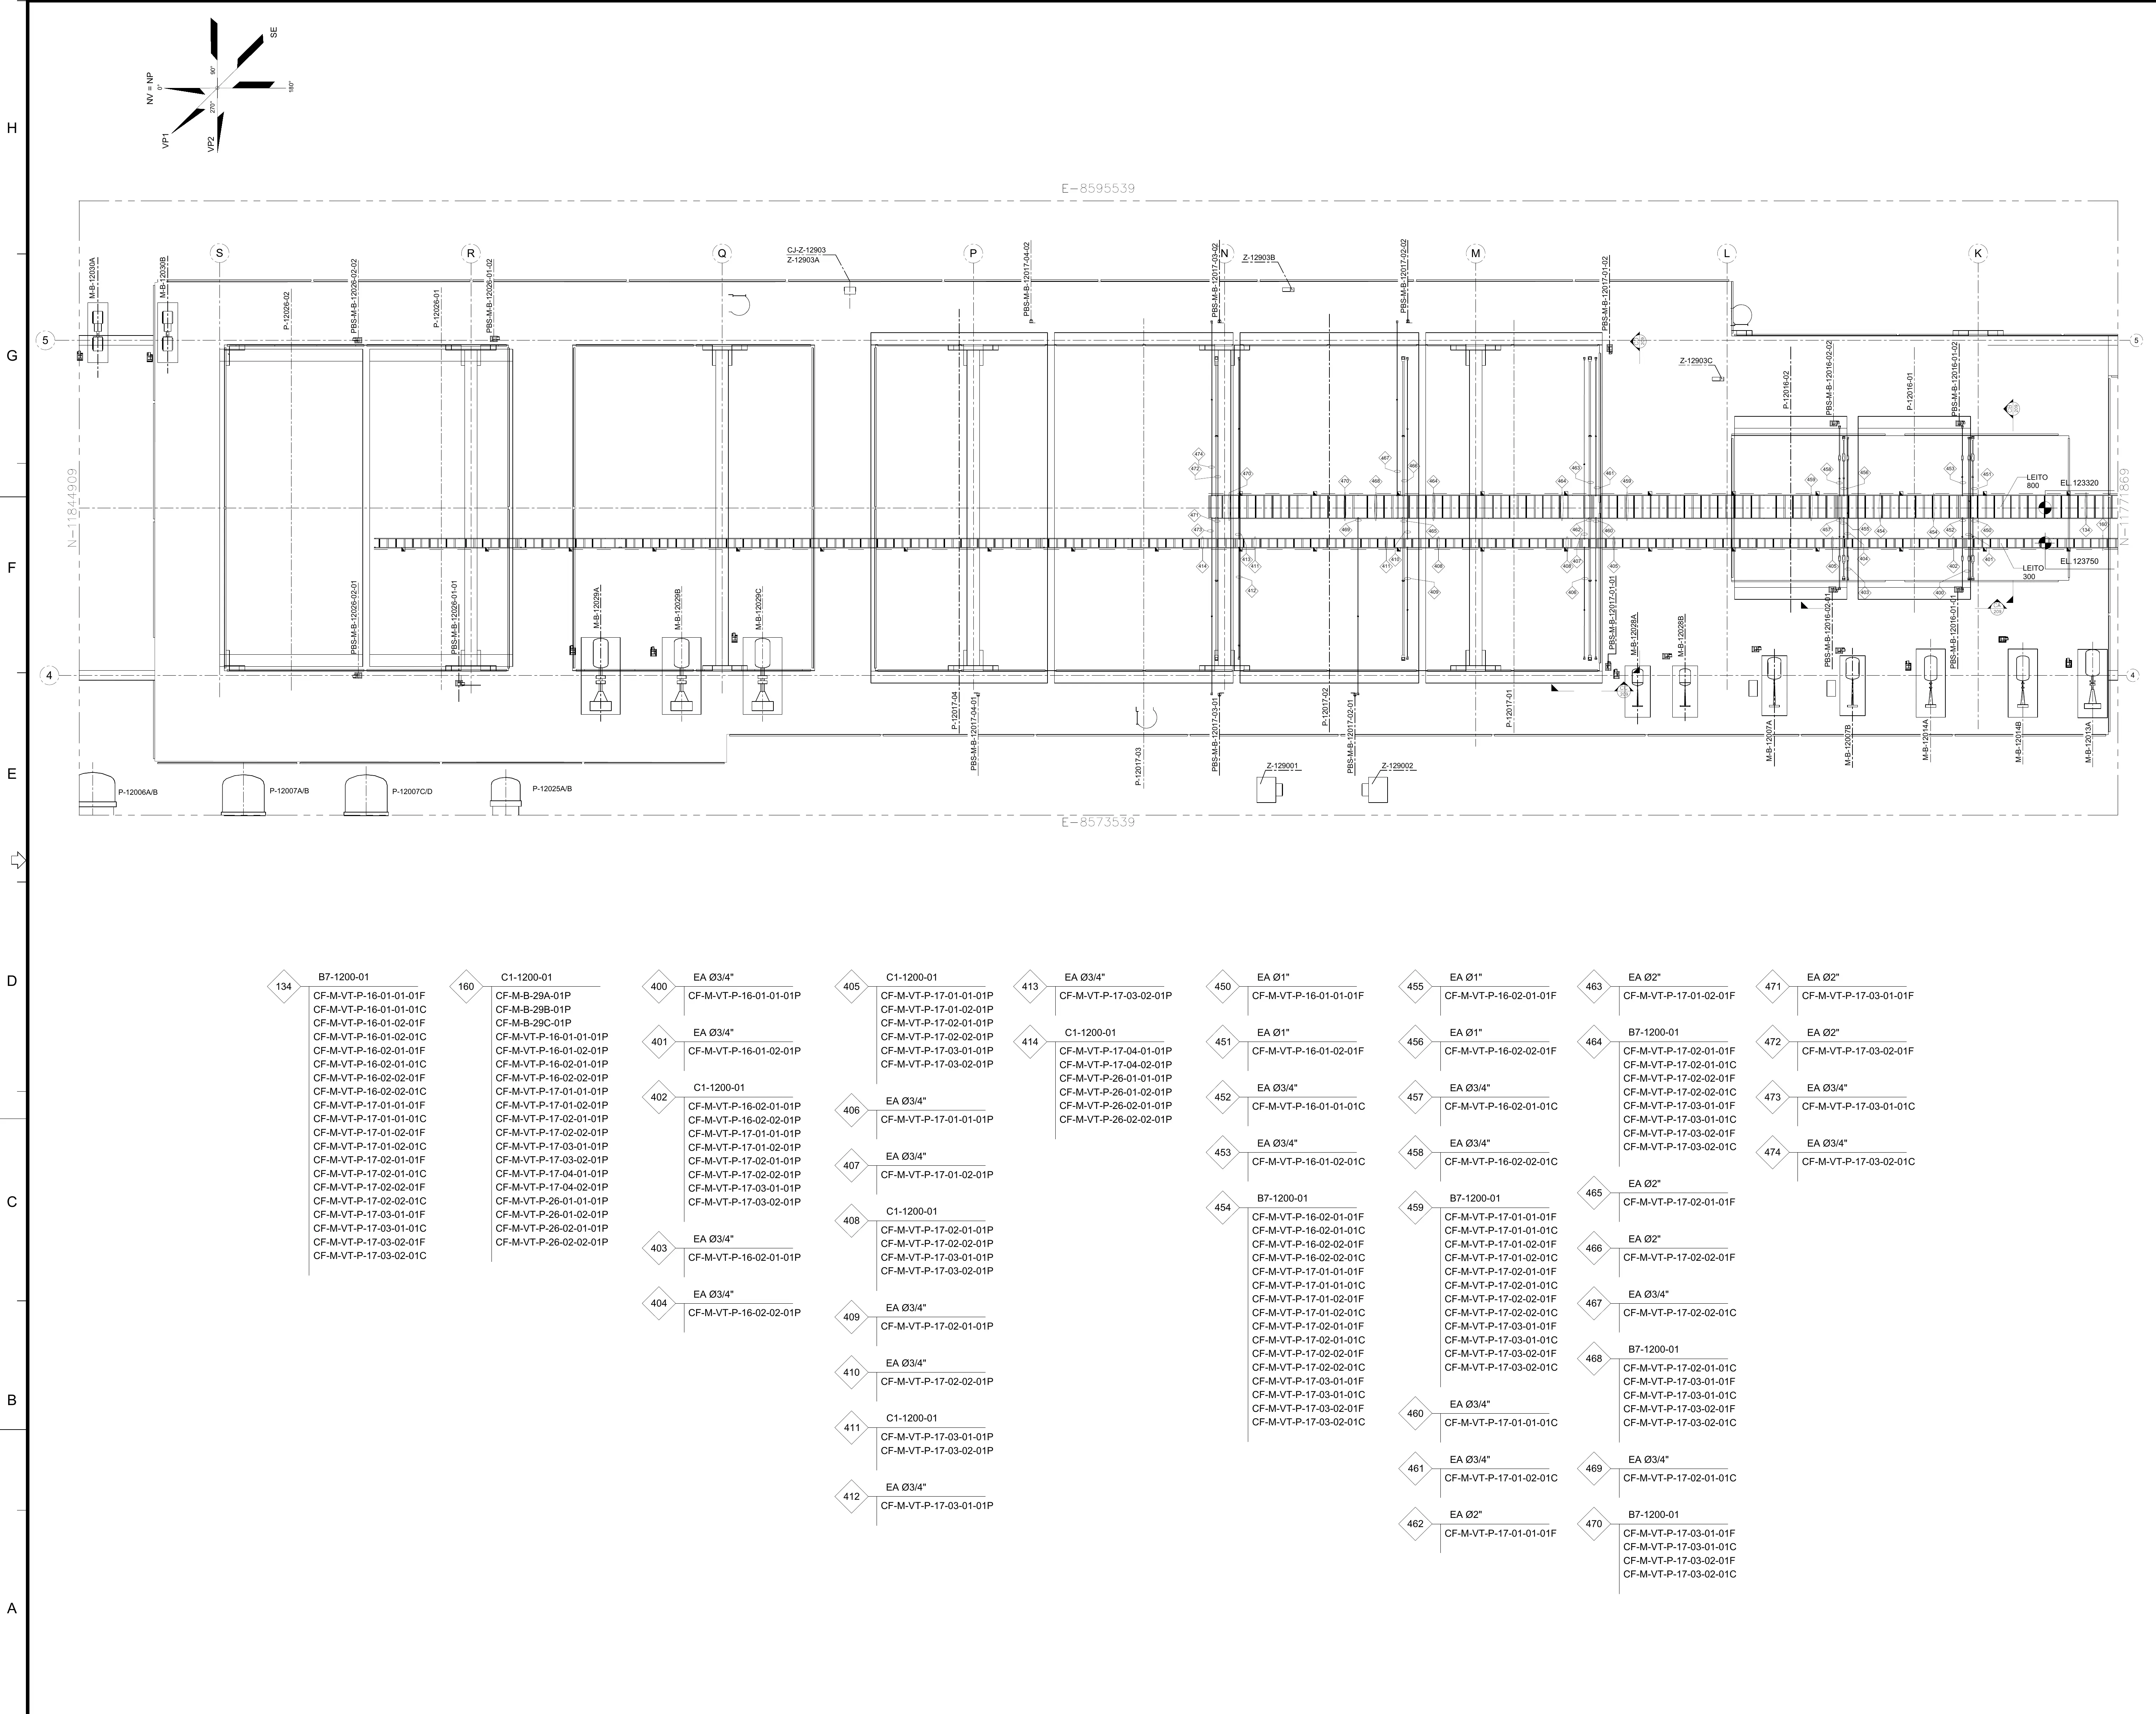 H
G
F
E
D
C
B
A
NV = NP
0°
90°
180°
270°
SE
VP1
VP2
E-8595539
N-11844909
N-11771869
E-8573539
S
R
Q
P
N
M
L
K
5
4
5
4
M-B-12030A
M-B-12030B
P-12026-02
PBS-M-B-12026-02-02
P-12026-01
PBS-M-B-12026-01-02
CJ-Z-12903
Z-12903A
PBS-M-B-12017-04-02
PBS-M-B-12017-03-02
Z-12903B
PBS-M-B-12017-02-02
PBS-M-B-12017-01-02
Z-12903C
P-12016-02
PBS-M-B-12016-02-02
P-12016-01
PBS-M-B-12016-01-02
LEITO
800
EL.123320
EL.123750
LEITO
300
PBS-M-B-12026-02-01
PBS-M-B-12026-01-01
M-B-12029A
M-B-12029B
M-B-12029C
P-12017-04
PBS-M-B-12017-04-01
P-12017-03
PBS-M-B-12017-03-01
P-12017-02
PBS-M-B-12017-02-01
P-12017-01
PBS-M-B-12017-01-01
M-B-12028A
M-B-12028B
M-B-12007A
PBS-M-B-12016-02-01
M-B-12007B
M-B-12014A
PBS-M-B-12016-01-01
M-B-12014B
M-B-12013A
Z-129001
Z-129002
P-12006A/B
P-12007A/B
P-12007C/D
P-12025A/B
134
B7-1200-01
CF-M-VT-P-16-01-01-01F
CF-M-VT-P-16-01-01-01C
CF-M-VT-P-16-01-02-01F
CF-M-VT-P-16-01-02-01C
CF-M-VT-P-16-02-01-01F
CF-M-VT-P-16-02-01-01C
CF-M-VT-P-16-02-02-01F
CF-M-VT-P-16-02-02-01C
CF-M-VT-P-17-01-01-01F
CF-M-VT-P-17-01-01-01C
CF-M-VT-P-17-01-02-01F
CF-M-VT-P-17-01-02-01C
CF-M-VT-P-17-02-01-01F
CF-M-VT-P-17-02-01-01C
CF-M-VT-P-17-02-02-01F
CF-M-VT-P-17-02-02-01C
CF-M-VT-P-17-03-01-01F
CF-M-VT-P-17-03-01-01C
CF-M-VT-P-17-03-02-01F
CF-M-VT-P-17-03-02-01C
160
C1-1200-01
CF-M-B-29A-01P
CF-M-B-29B-01P
CF-M-B-29C-01P
CF-M-VT-P-16-01-01-01P
CF-M-VT-P-16-01-02-01P
CF-M-VT-P-16-02-01-01P
CF-M-VT-P-16-02-02-01P
CF-M-VT-P-17-01-01-01P
CF-M-VT-P-17-01-02-01P
CF-M-VT-P-17-02-01-01P
CF-M-VT-P-17-02-02-01P
CF-M-VT-P-17-03-01-01P
CF-M-VT-P-17-03-02-01P
CF-M-VT-P-17-04-01-01P
CF-M-VT-P-17-04-02-01P
CF-M-VT-P-26-01-01-01P
CF-M-VT-P-26-01-02-01P
CF-M-VT-P-26-02-01-01P
CF-M-VT-P-26-02-02-01P
400
EA Ø3/4"
CF-M-VT-P-16-01-01-01P
401
EA Ø3/4"
CF-M-VT-P-16-01-02-01P
402
C1-1200-01
CF-M-VT-P-16-02-01-01P
CF-M-VT-P-16-02-02-01P
CF-M-VT-P-17-01-01-01P
CF-M-VT-P-17-01-02-01P
CF-M-VT-P-17-02-01-01P
CF-M-VT-P-17-02-02-01P
CF-M-VT-P-17-03-01-01P
CF-M-VT-P-17-03-02-01P
403
EA Ø3/4"
CF-M-VT-P-16-02-01-01P
404
EA Ø3/4"
CF-M-VT-P-16-02-02-01P
405
C1-1200-01
CF-M-VT-P-17-01-01-01P
CF-M-VT-P-17-01-02-01P
CF-M-VT-P-17-02-01-01P
CF-M-VT-P-17-02-02-01P
CF-M-VT-P-17-03-01-01P
CF-M-VT-P-17-03-02-01P
406
EA Ø3/4"
CF-M-VT-P-17-01-01-01P
407
EA Ø3/4"
CF-M-VT-P-17-01-02-01P
408
C1-1200-01
CF-M-VT-P-17-02-01-01P
CF-M-VT-P-17-02-02-01P
CF-M-VT-P-17-03-01-01P
CF-M-VT-P-17-03-02-01P
409
EA Ø3/4"
CF-M-VT-P-17-02-01-01P
410
EA Ø3/4"
CF-M-VT-P-17-02-02-01P
411
C1-1200-01
CF-M-VT-P-17-03-01-01P
CF-M-VT-P-17-03-02-01P
412
EA Ø3/4"
CF-M-VT-P-17-03-01-01P
413
EA Ø3/4"
CF-M-VT-P-17-03-02-01P
414
C1-1200-01
CF-M-VT-P-17-04-01-01P
CF-M-VT-P-17-04-02-01P
CF-M-VT-P-26-01-01-01P
CF-M-VT-P-26-01-02-01P
CF-M-VT-P-26-02-01-01P
CF-M-VT-P-26-02-02-01P
450
EA Ø1"
CF-M-VT-P-16-01-01-01F
451
EA Ø1"
CF-M-VT-P-16-01-02-01F
452
EA Ø3/4"
CF-M-VT-P-16-01-01-01C
453
EA Ø3/4"
CF-M-VT-P-16-01-02-01C
454
B7-1200-01
CF-M-VT-P-16-02-01-01F
CF-M-VT-P-16-02-01-01C
CF-M-VT-P-16-02-02-01F
CF-M-VT-P-16-02-02-01C
CF-M-VT-P-17-01-01-01F
CF-M-VT-P-17-01-01-01C
CF-M-VT-P-17-01-02-01F
CF-M-VT-P-17-01-02-01C
CF-M-VT-P-17-02-01-01F
CF-M-VT-P-17-02-01-01C
CF-M-VT-P-17-02-02-01F
CF-M-VT-P-17-02-02-01C
CF-M-VT-P-17-03-01-01F
CF-M-VT-P-17-03-01-01C
CF-M-VT-P-17-03-02-01F
CF-M-VT-P-17-03-02-01C
455
EA Ø1"
CF-M-VT-P-16-02-01-01F
456
EA Ø1"
CF-M-VT-P-16-02-02-01F
457
EA Ø3/4"
CF-M-VT-P-16-02-01-01C
458
EA Ø3/4"
CF-M-VT-P-16-02-02-01C
459
B7-1200-01
CF-M-VT-P-17-01-01-01F
CF-M-VT-P-17-01-01-01C
CF-M-VT-P-17-01-02-01F
CF-M-VT-P-17-01-02-01C
CF-M-VT-P-17-02-01-01F
CF-M-VT-P-17-02-01-01C
CF-M-VT-P-17-02-02-01F
CF-M-VT-P-17-02-02-01C
CF-M-VT-P-17-03-01-01F
CF-M-VT-P-17-03-01-01C
CF-M-VT-P-17-03-02-01F
CF-M-VT-P-17-03-02-01C
460
EA Ø3/4"
CF-M-VT-P-17-01-01-01C
461
EA Ø3/4"
CF-M-VT-P-17-01-02-01C
462
EA Ø2"
CF-M-VT-P-17-01-01-01F
463
EA Ø2"
CF-M-VT-P-17-01-02-01F
464
B7-1200-01
CF-M-VT-P-17-02-01-01F
CF-M-VT-P-17-02-01-01C
CF-M-VT-P-17-02-02-01F
CF-M-VT-P-17-02-02-01C
CF-M-VT-P-17-03-01-01F
CF-M-VT-P-17-03-01-01C
CF-M-VT-P-17-03-02-01F
CF-M-VT-P-17-03-02-01C
465
EA Ø2"
CF-M-VT-P-17-02-01-01F
466
EA Ø2"
CF-M-VT-P-17-02-02-01F
467
EA Ø3/4"
CF-M-VT-P-17-02-02-01C
468
B7-1200-01
CF-M-VT-P-17-02-01-01C
CF-M-VT-P-17-03-01-01F
CF-M-VT-P-17-03-01-01C
CF-M-VT-P-17-03-02-01F
CF-M-VT-P-17-03-02-01C
469
EA Ø3/4"
CF-M-VT-P-17-02-01-01C
470
B7-1200-01
CF-M-VT-P-17-03-01-01F
CF-M-VT-P-17-03-01-01C
CF-M-VT-P-17-03-02-01F
CF-M-VT-P-17-03-02-01C
471
EA Ø2"
CF-M-VT-P-17-03-01-01F
472
EA Ø2"
CF-M-VT-P-17-03-02-01F
473
EA Ø3/4"
CF-M-VT-P-17-03-01-01C
474
EA Ø3/4"
CF-M-VT-P-17-03-02-01C